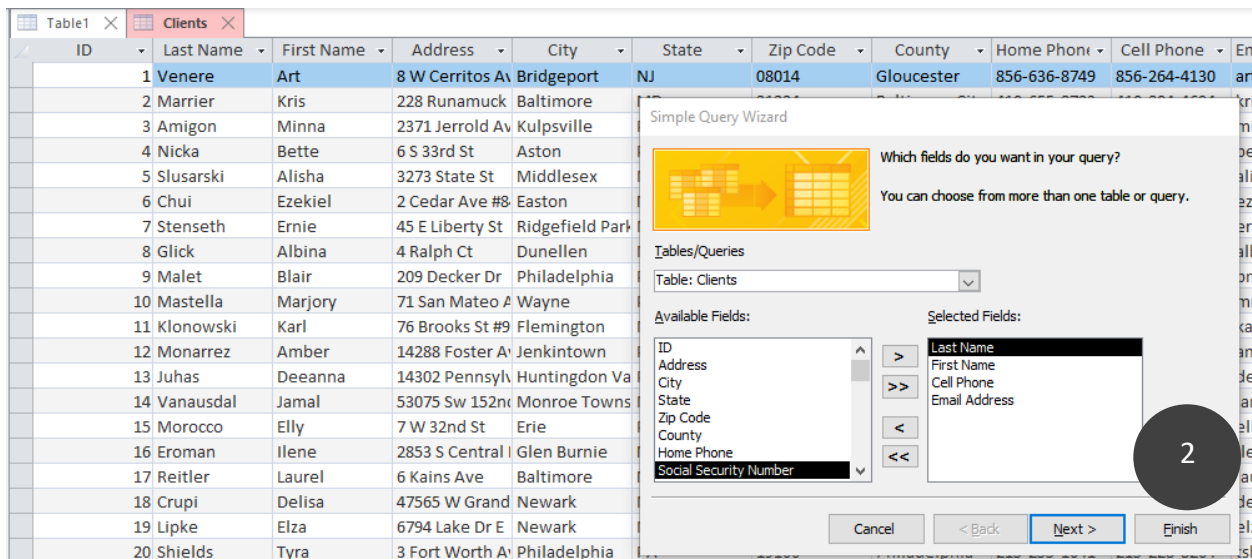 Table1 Clients
ID Last Name First Name Address City State Zip Code County Home Phone Cell Phone
1 Venere Art 8 W Cerritos Av Bridgeport NJ 08014 Gloucester 856-636-8749 856-264-4130
2 Marrier Kris 228 Runamuck Baltimore
3 Amigon Minna 2371 Jerrold Av Kulpsville
4 Nicka Bette 6 S 33rd St Aston
5 Slusarski Alisha 3273 State St Middlesex
6 Chui Ezekiel 2 Cedar Ave #8 Easton
7 Stenseth Ernie 45 E Liberty St Ridgefield Park
8 Glick Albina 4 Ralph Ct Dunellen
9 Malet Blair 209 Decker Dr Philadelphia
10 Mastella Marjory 71 San Mateo A Wayne
11 Klonowski Karl 76 Brooks St #9 Flemington
12 Monarrez Amber 14288 Foster Av Jenkintown
13 Juhas Deeanna 14302 Pennsylv Huntingdon Va
14 Vanausdal Jamal 53075 Sw 152nd Monroe Towns
15 Morocco Elly 7 W 32nd St Erie
16 Eroman Ilene 2853 S Central Glen Burnie
17 Reitler Laurel 6 Kains Ave Baltimore
18 Crupi Delisa 47565 W Grand Newark
19 Lipke Elza 6794 Lake Dr E Newark
20 Shields Tyra 3 Fort Worth Av Philadelphia
Simple Query Wizard
Which fields do you want in your query?
You can choose from more than one table or query.
Tables/Queries
Table: Clients
Available Fields:
ID
Address
City
State
Zip Code
County
Home Phone
Social Security Number
>
>>
<
<<
Selected Fields:
Last Name
First Name
Cell Phone
Email Address
2
Cancel < Back Next > Finish